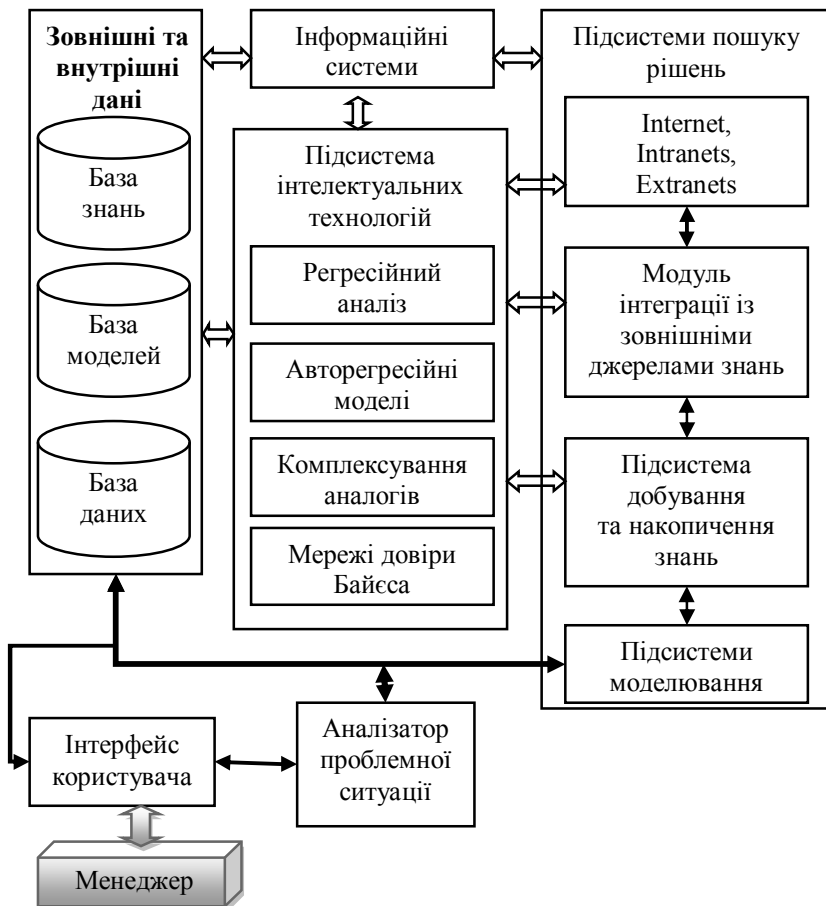 Зовнішні та
внутрішні
дані
База
знань
База
моделей
База
даних
Інформаційні
системи
Підсистема
інтелектуальних
технологій
Регресійний
аналіз
Авторегресійні
моделі
Комплексування
аналогів
Мережі довіри
Байєса
Підсистеми пошуку
рішень
Internet,
Intranets,
Extranets
Модуль
інтеграції із
зовнішніми
джерелами знань
Підсистема
добування
та накопичення
знань
Підсистеми
моделювання
Інтерфейс
користувача
Аналізатор
проблемної
ситуації
Менеджер